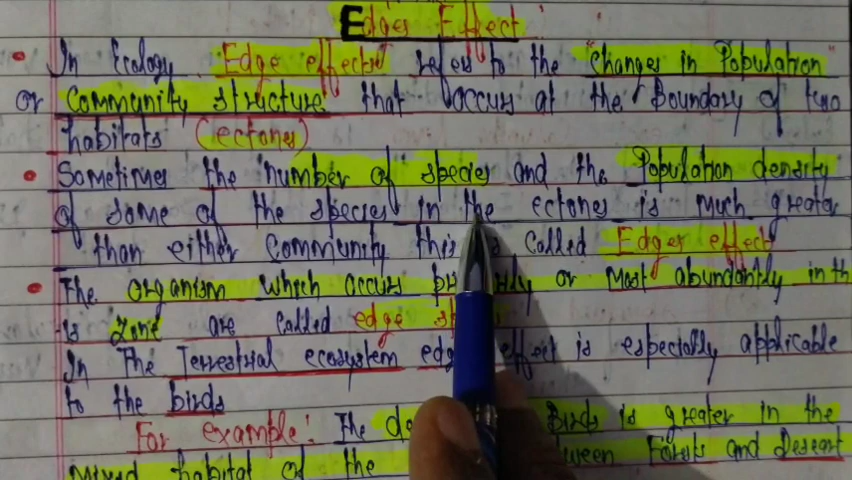 Edges Effect
In Ecology Edge effects refers to the "Changes in Population"
or Community structure that occurs at the Boundary of two
habitats (ectones)
Sometimes the number of species and the Population density
of some of the species in the ectones is much greater
than either Community this is called Edges effect
The organism which occurs or most abundantly in th
is zone are called edge
In The Terrestrial ecosystem effect is especially applicable
to the birds
For example: The Birds is greater in the
Mixed habitat of the Forests and Desert